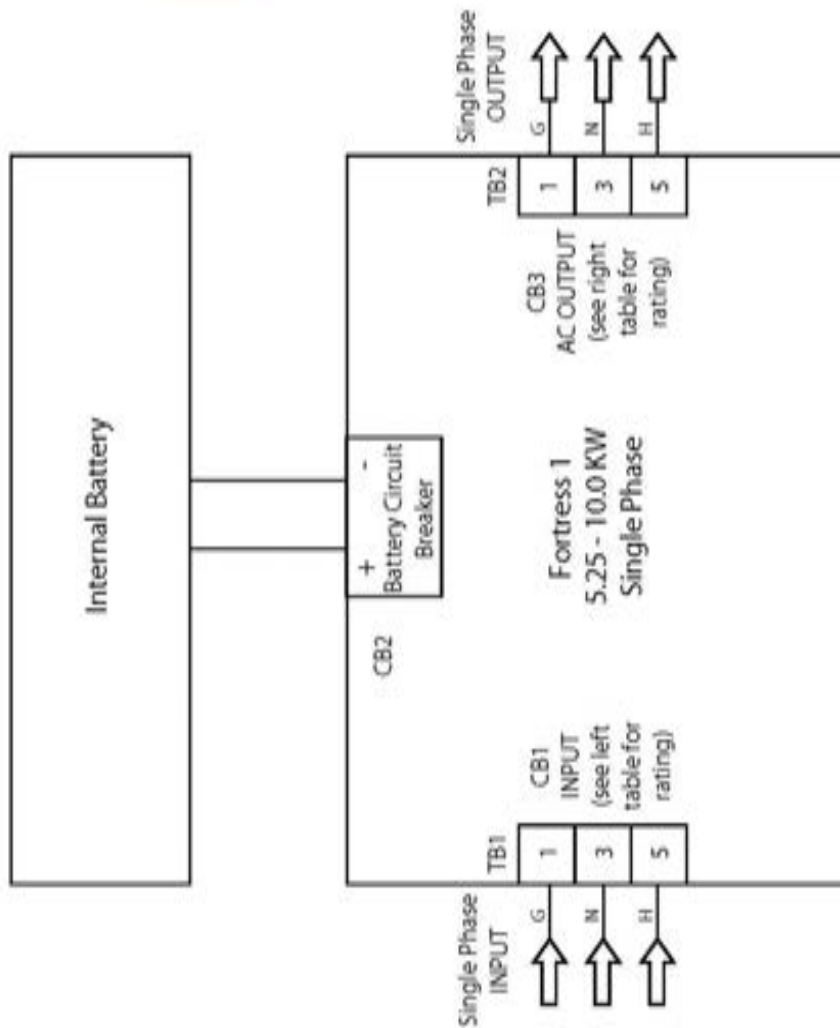 Internal Battery
+
-
Battery Circuit
Breaker
CB2
Single Phase
INPUT
G
N
H
TB1
1
3
5
CB1
INPUT
(see left
table for
rating)
Fortress 1
5.25 - 10.0 KW
Single Phase
CB3
AC OUTPUT
(see right
table for
rating)
TB2
1
3
5
G
N
H
Single Phase
OUTPUT